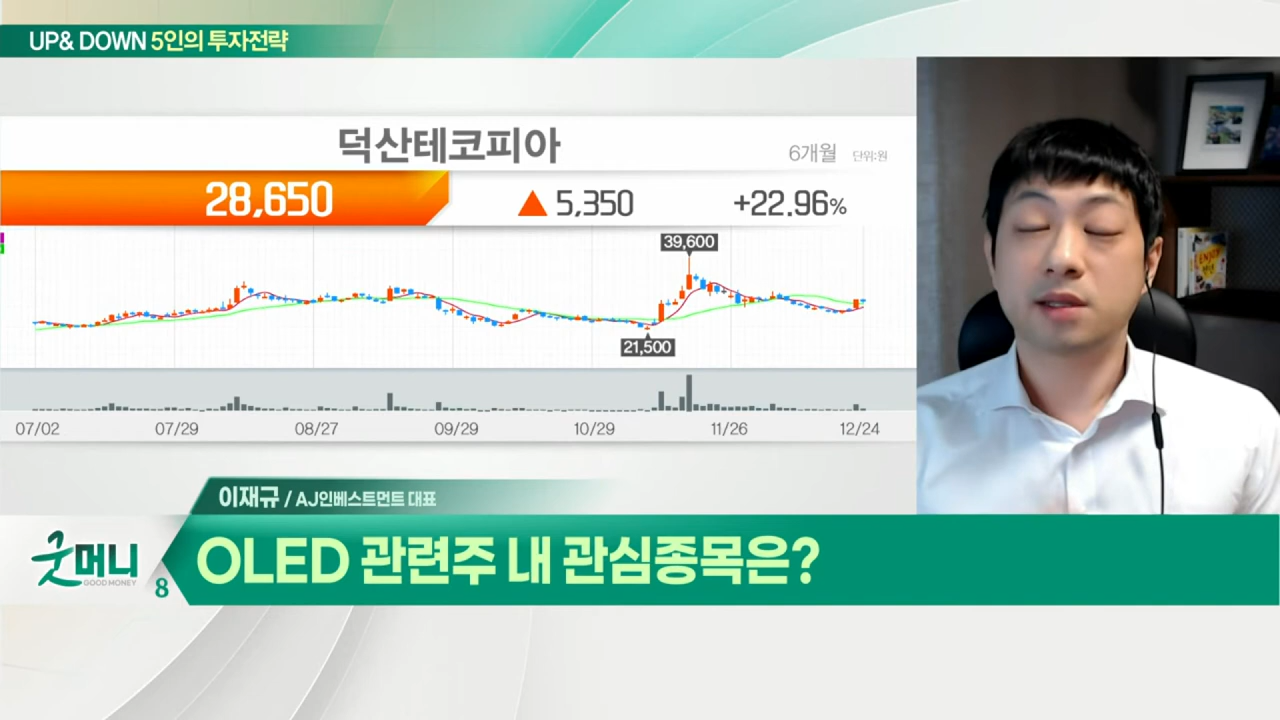 UP& DOWN 5인의 투자전략
덕산테코피아
6개월 단위:원
28,650 ▲ 5,350 +22.96%
39,600
21,500
07/02 07/29 08/27 09/29 10/29 11/26 12/24
ENJOY
이재규 / AJ인베스트먼트 대표
굿머니
GOOD MONEY
8
OLED 관련주 내 관심종목은?